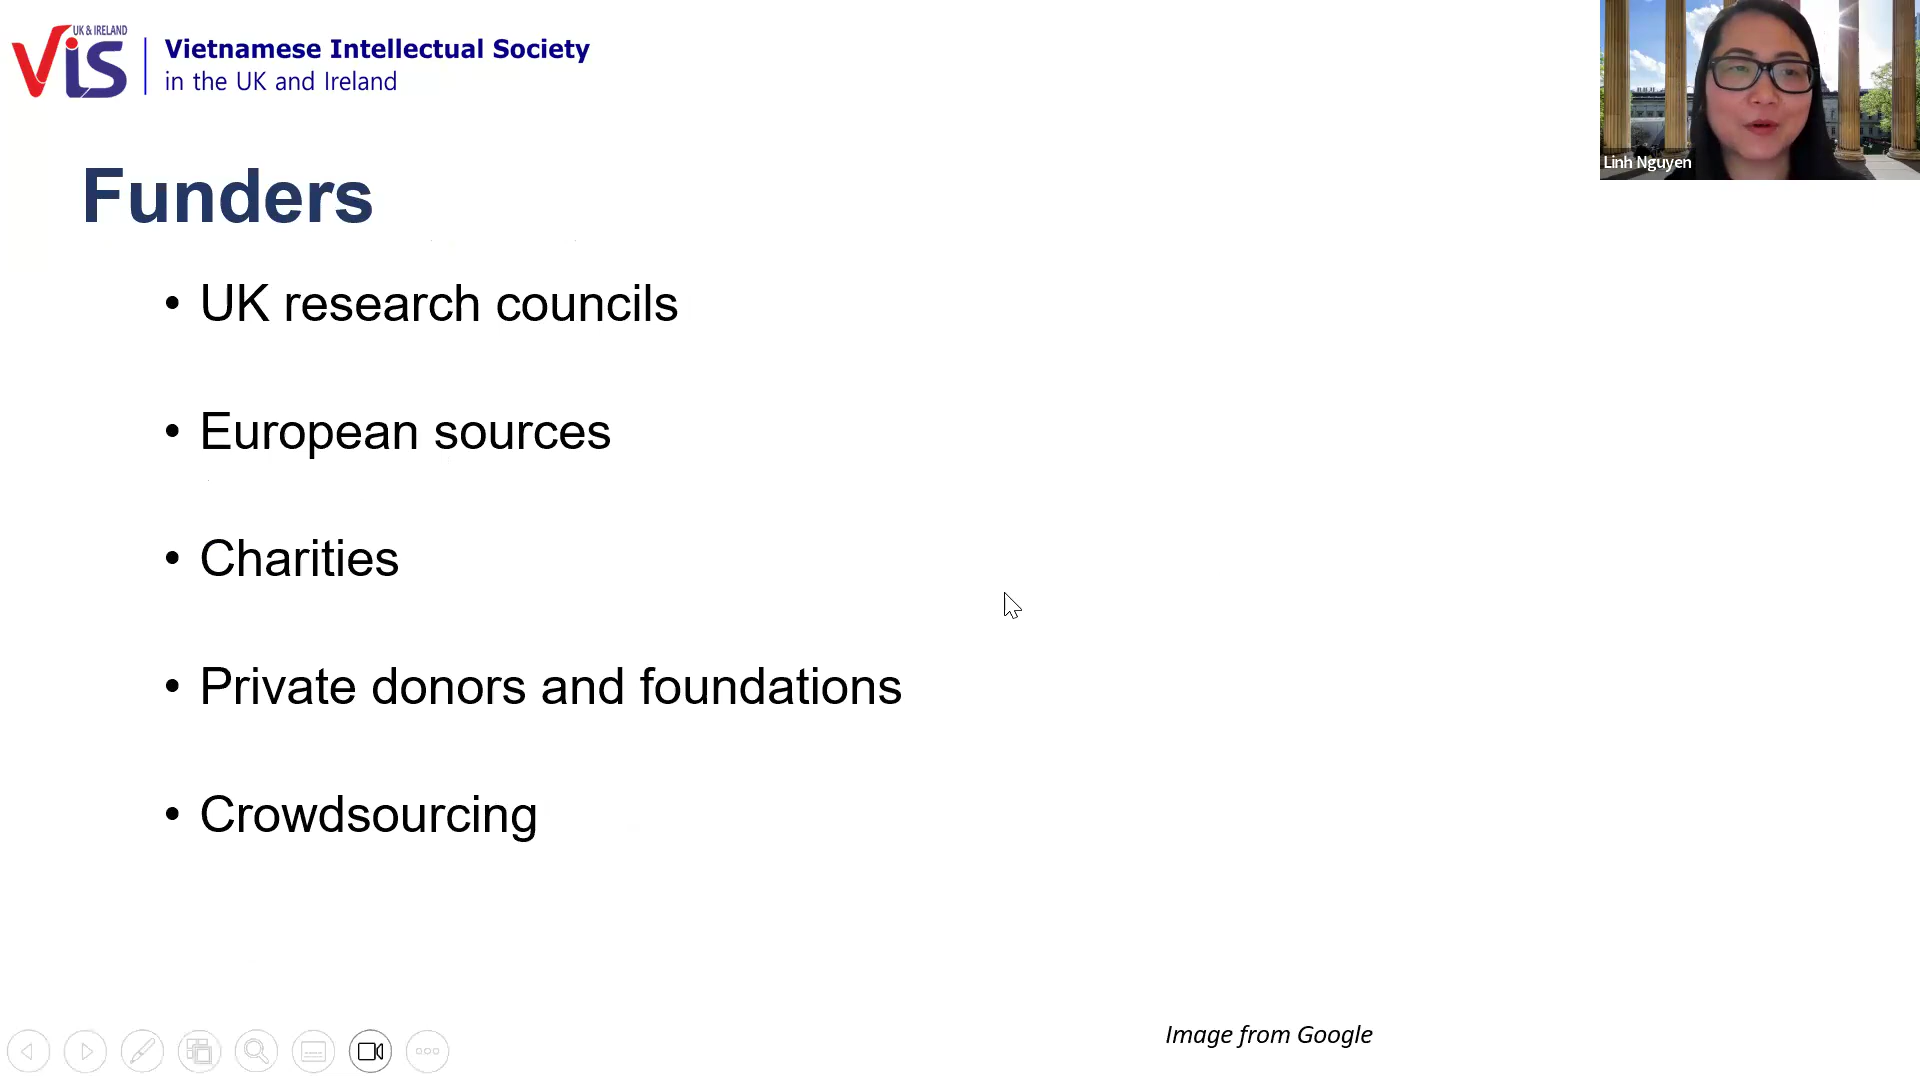 UK & IRELAND
ViS
Vietnamese Intellectual Society
in the UK and Ireland
Linh Nguyen
Funders
• UK research councils
• European sources
• Charities
• Private donors and foundations
• Crowdsourcing
Image from Google